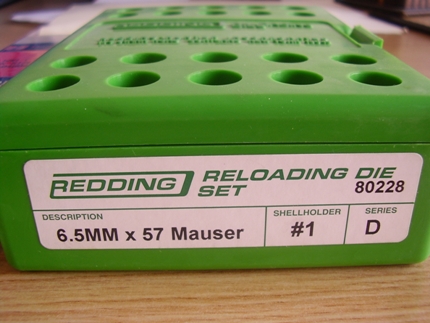 REDDING
RELOADING DIE
SET
80228
DESCRIPTION
SHELLHOLDER
SERIES
6.5MM x 57 Mauser
#1
D